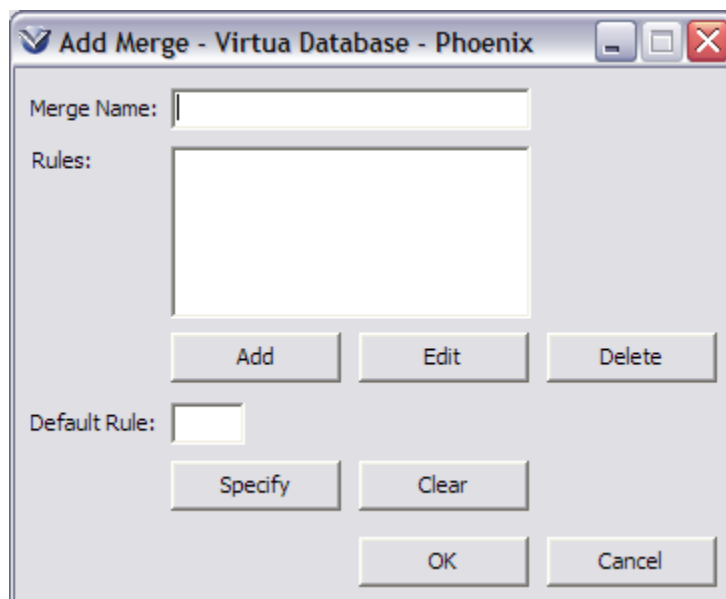 Add Merge - Virtua Database - Phoenix
Merge Name:
Rules:
Add Edit Delete
Default Rule:
Specify Clear
OK Cancel